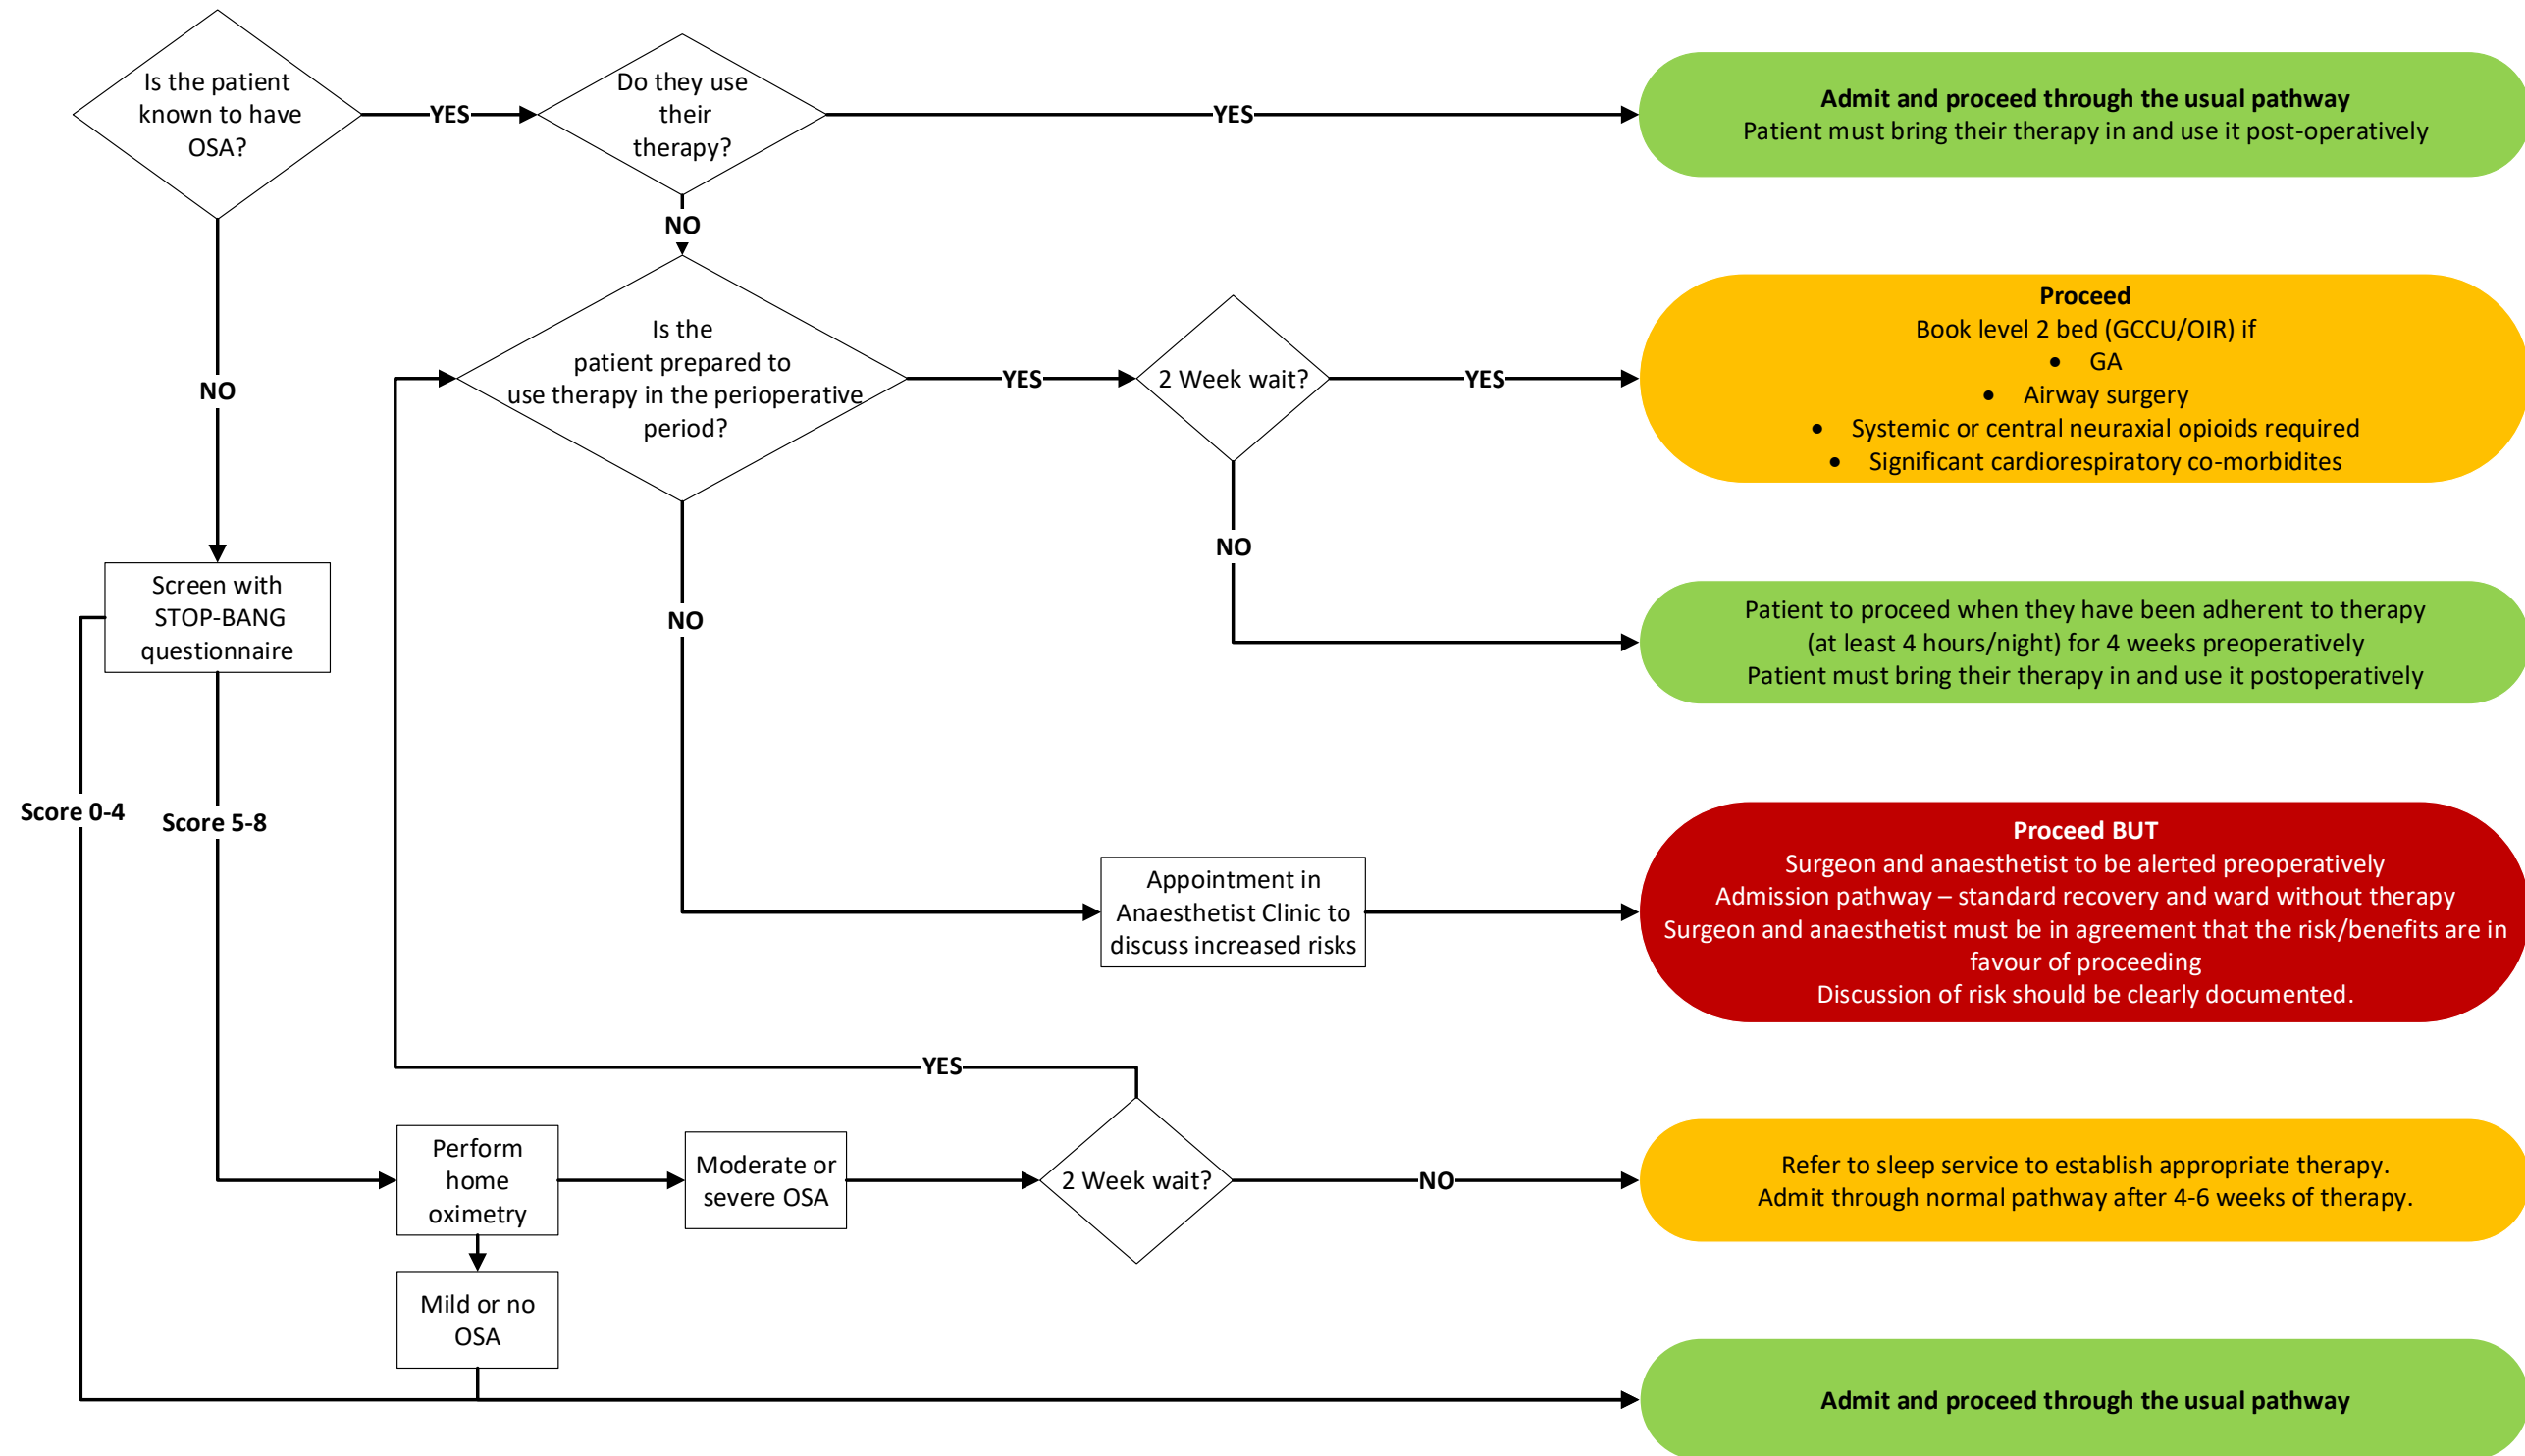 Is the patient
known to have
OSA?
YES
Do they use
their
therapy?
YES
Admit and proceed through the usual pathway
Patient must bring their therapy in and use it post-operatively
NO
NO
Is the
patient prepared to
use therapy in the perioperative
period?
YES
2 Week wait?
YES
Proceed
Book level 2 bed (GCCU/OIR) if
• GA
• Airway surgery
• Systemic or central neuraxial opioids required
• Significant cardiorespiratory co-morbidites
NO
Patient to proceed when they have been adherent to therapy
(at least 4 hours/night) for 4 weeks preoperatively
Patient must bring their therapy in and use it postoperatively
Screen with
STOP-BANG
questionnaire
NO
Score 0-4
Score 5-8
Appointment in
Anaesthetist Clinic to
discuss increased risks
Proceed BUT
Surgeon and anaesthetist to be alerted preoperatively
Admission pathway – standard recovery and ward without therapy
Surgeon and anaesthetist must be in agreement that the risk/benefits are in
favour of proceeding
Discussion of risk should be clearly documented.
YES
Perform
home
oximetry
Moderate or
severe OSA
2 Week wait?
NO
Refer to sleep service to establish appropriate therapy.
Admit through normal pathway after 4-6 weeks of therapy.
Mild or no
OSA
Admit and proceed through the usual pathway